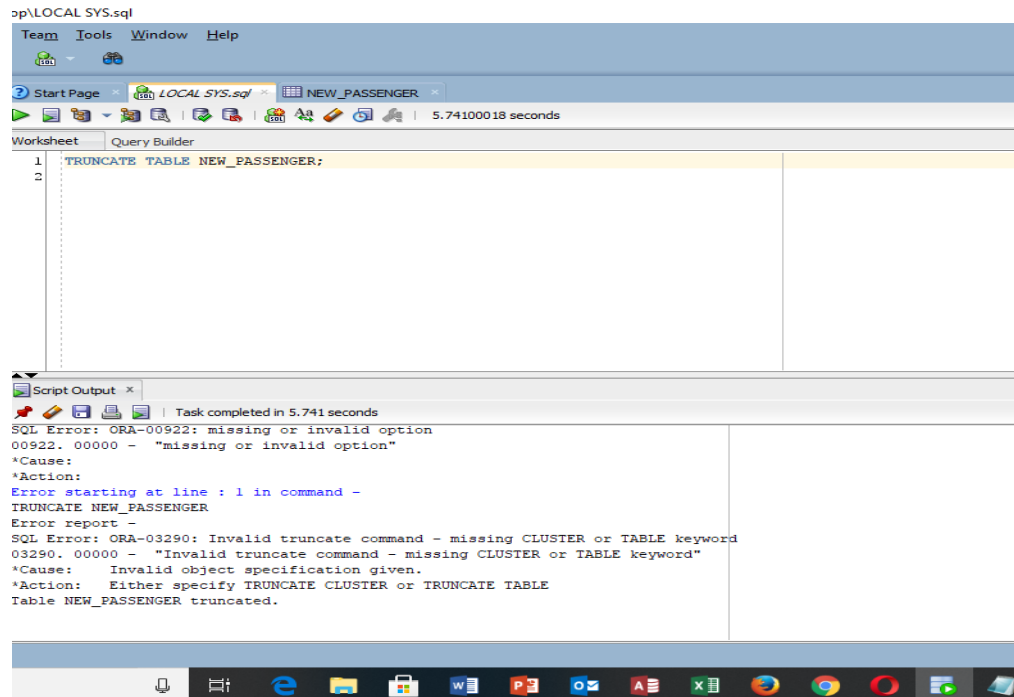 op\LOCAL SYS.sql
Team Tools Window Help
SQL
? Start Page × SQL LOCAL SYS.sql × NEW_PASSENGER ×
SQL Aa 5.74100018 seconds
Worksheet Query Builder
1 TRUNCATE TABLE NEW_PASSENGER;
2
Script Output ×
Task completed in 5.741 seconds
SQL Error: ORA-00922: missing or invalid option
00922. 00000 - "missing or invalid option"
*Cause:
*Action:
Error starting at line : 1 in command -
TRUNCATE NEW_PASSENGER
Error report -
SQL Error: ORA-03290: Invalid truncate command - missing CLUSTER or TABLE keyword
03290. 00000 - "Invalid truncate command - missing CLUSTER or TABLE keyword"
*Cause: Invalid object specification given.
*Action: Either specify TRUNCATE CLUSTER or TRUNCATE TABLE
Table NEW_PASSENGER truncated.